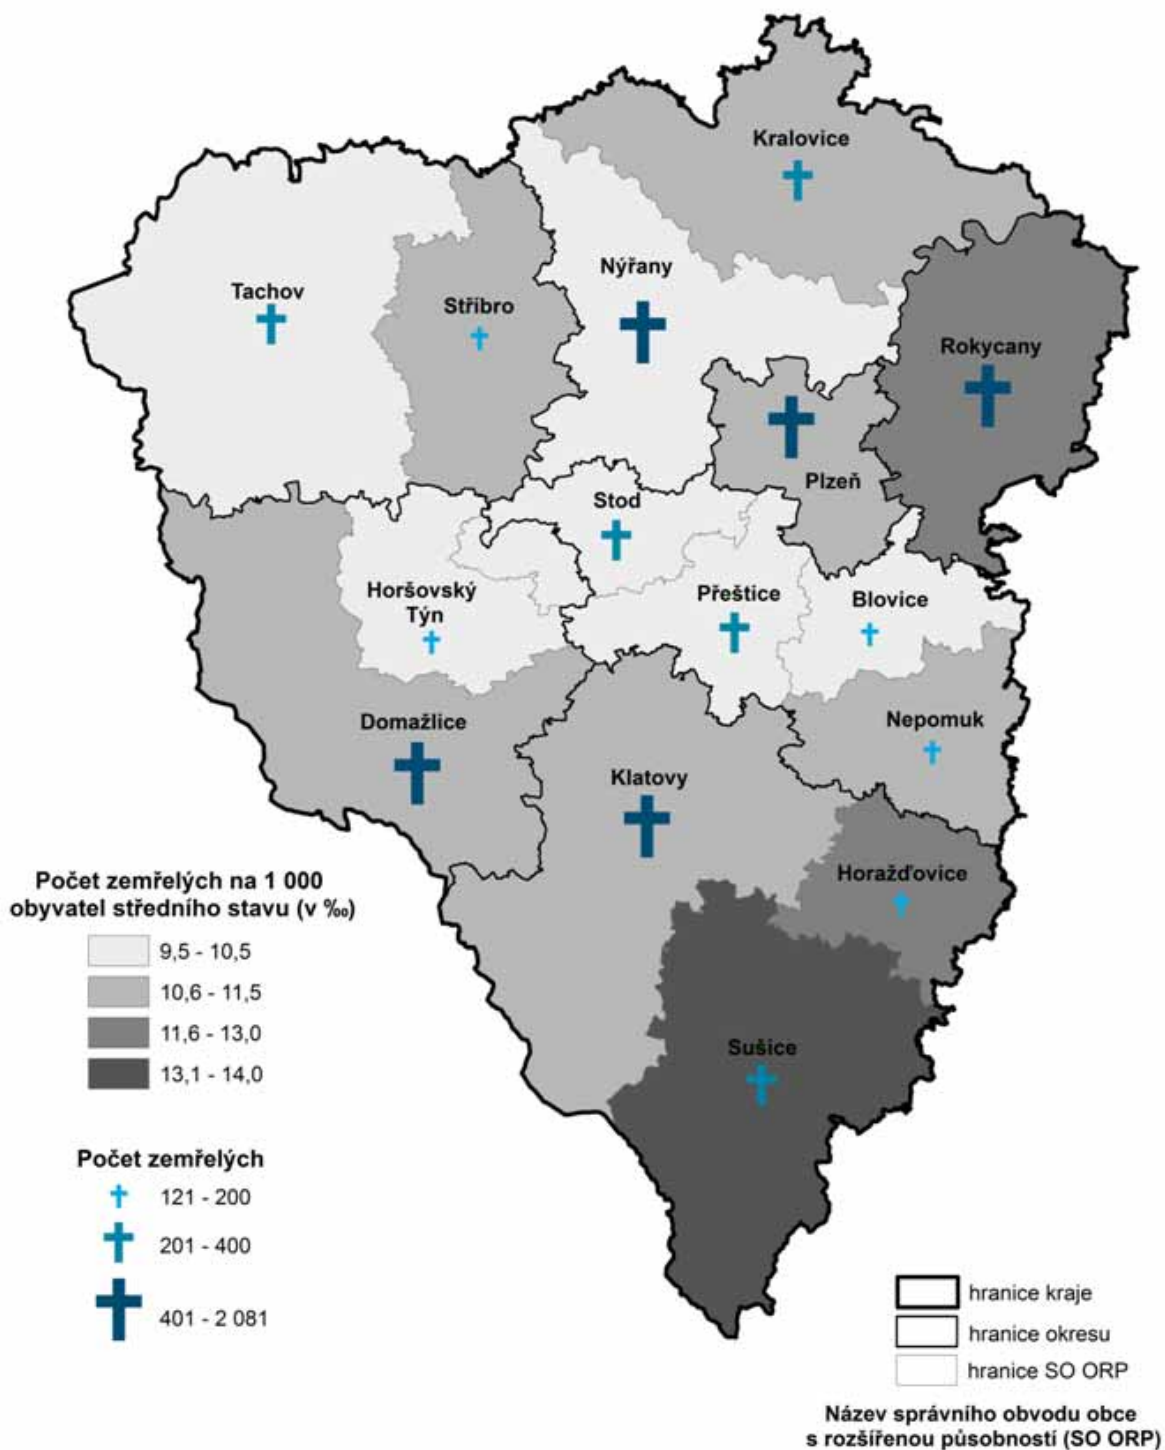 Kralovice
Nýřany
Tachov
Stříbro
Rokycany
Plzeň
Stod
Horšovský
Týn
Přeštice
Blovice
Domažlice
Nepomuk
Klatovy
Horažďovice
Sušice
Počet zemřelých na 1 000
obyvatel středního stavu (v ‰)
9,5 - 10,5
10,6 - 11,5
11,6 - 13,0
13,1 - 14,0
Počet zemřelých
121 - 200
201 - 400
401 - 2 081
hranice kraje
hranice okresu
hranice SO ORP
Název správního obvodu obce
s rozšířenou působností (SO ORP)